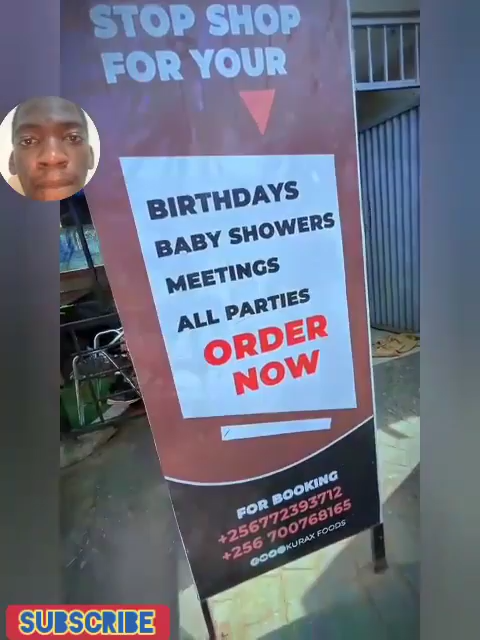 STOP SHOP
FOR YOUR
BIRTHDAYS
BABY SHOWERS
MEETINGS
ALL PARTIES
ORDER
NOW
FOR BOOKING
+256772393712
+256 700768165
KURAX FOODS
SUBSCRIBE